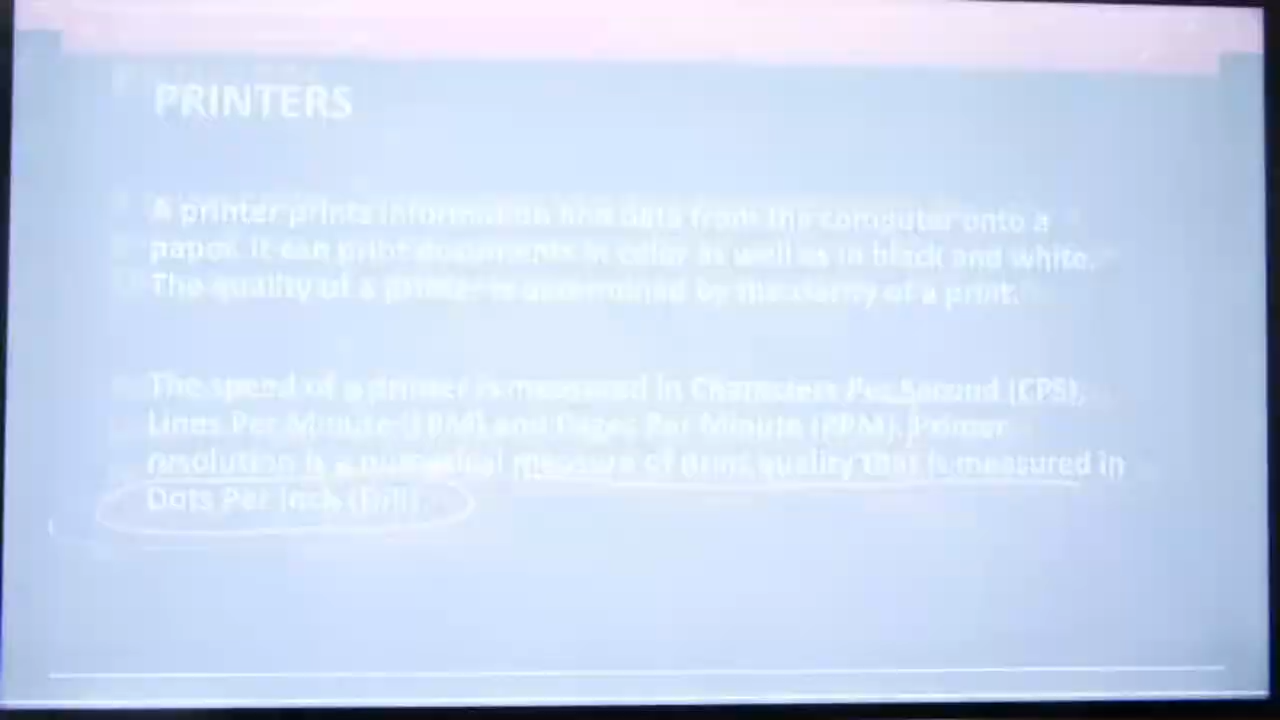 PRINTERS
A printer prints information and data from the computer onto a
paper. It can print documents in color as well as in black and white.
The quality of a printer is determined by the clarity of a print.
The speed of a printer is measured in Characters Per Second (CPS),
Lines Per Minute (LPM) and Pages Per Minute (PPM). Printer
resolution is a numerical measure of print quality that is measured in
Dots Per Inch (DPI).